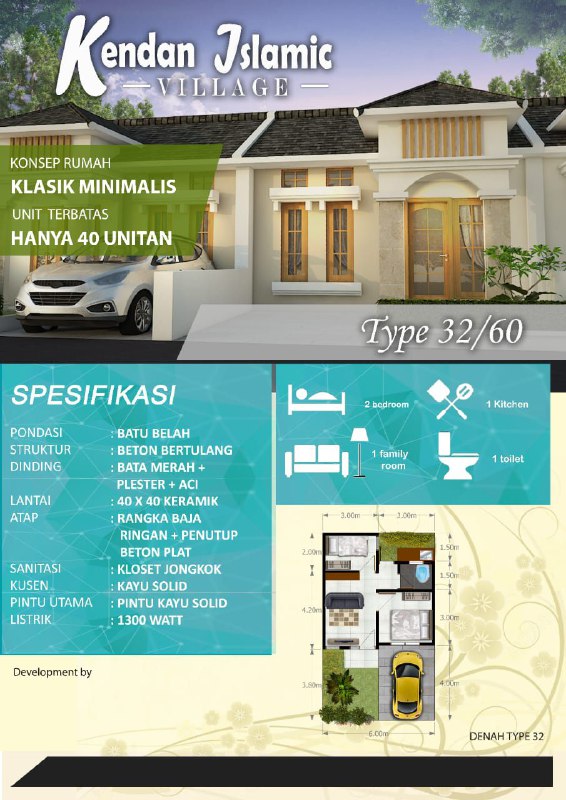 Kendan Islamic
VILLAGE
KONSEP RUMAH
KLASIK MINIMALIS
UNIT TERBATAS
HANYA 40 UNITAN
Type 32/60
SPESIFIKASI
PONDASI : BATU BELAH
STRUKTUR : BETON BERTULANG
DINDING : BATA MERAH +
PLESTER + ACI
LANTAI : 40 X 40 KERAMIK
ATAP : RANGKA BAJA
RINGAN + PENUTUP
BETON PLAT
SANITASI : KLOSET JONGKOK
KUSEN : KAYU SOLID
PINTU UTAMA : PINTU KAYU SOLID
LISTRIK : 1300 WATT
2 bedroom
1 Kitchen
1 family
room
1 toilet
3.00m 3.00m
2.00m
1.50m
1.50m
4.20m
3.00m
3.80m
4.00m
6.00m
DENAH TYPE 32
Development by